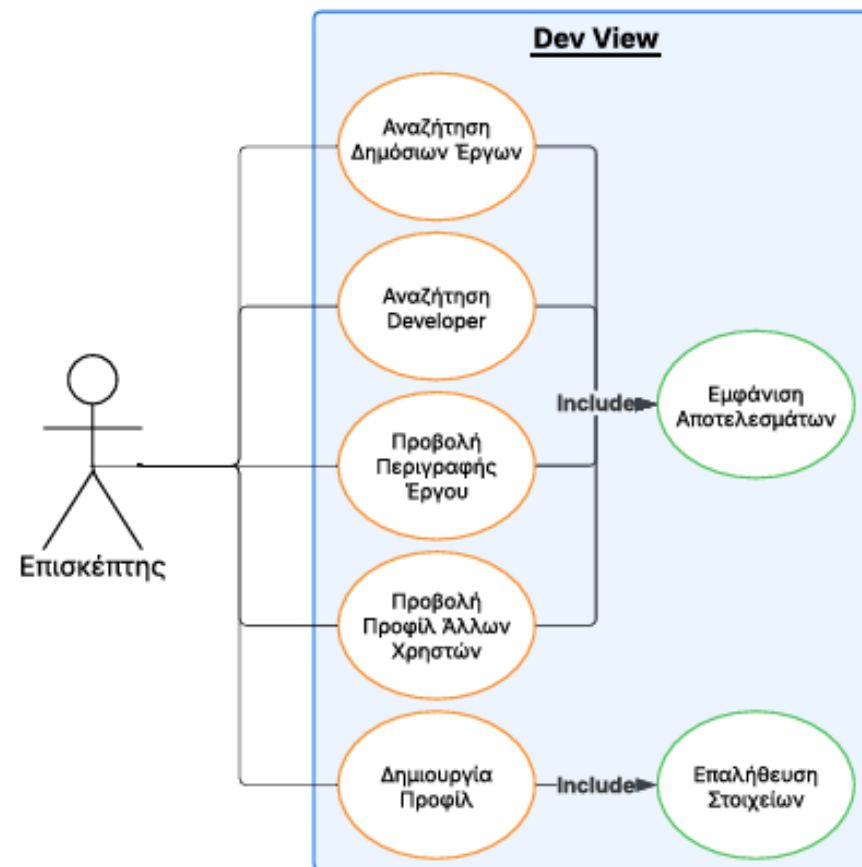 Dev View
Αναζήτηση
Δημόσιων Έργων
Αναζήτηση
Developer
Προβολή
Περιγραφής
Έργου
Προβολή
Προφίλ Άλλων
Χρηστών
Δημιουργία
Προφίλ
Include
Εμφάνιση
Αποτελεσμάτων
Include
Επαλήθευση
Στοιχείων
Επισκέπτης